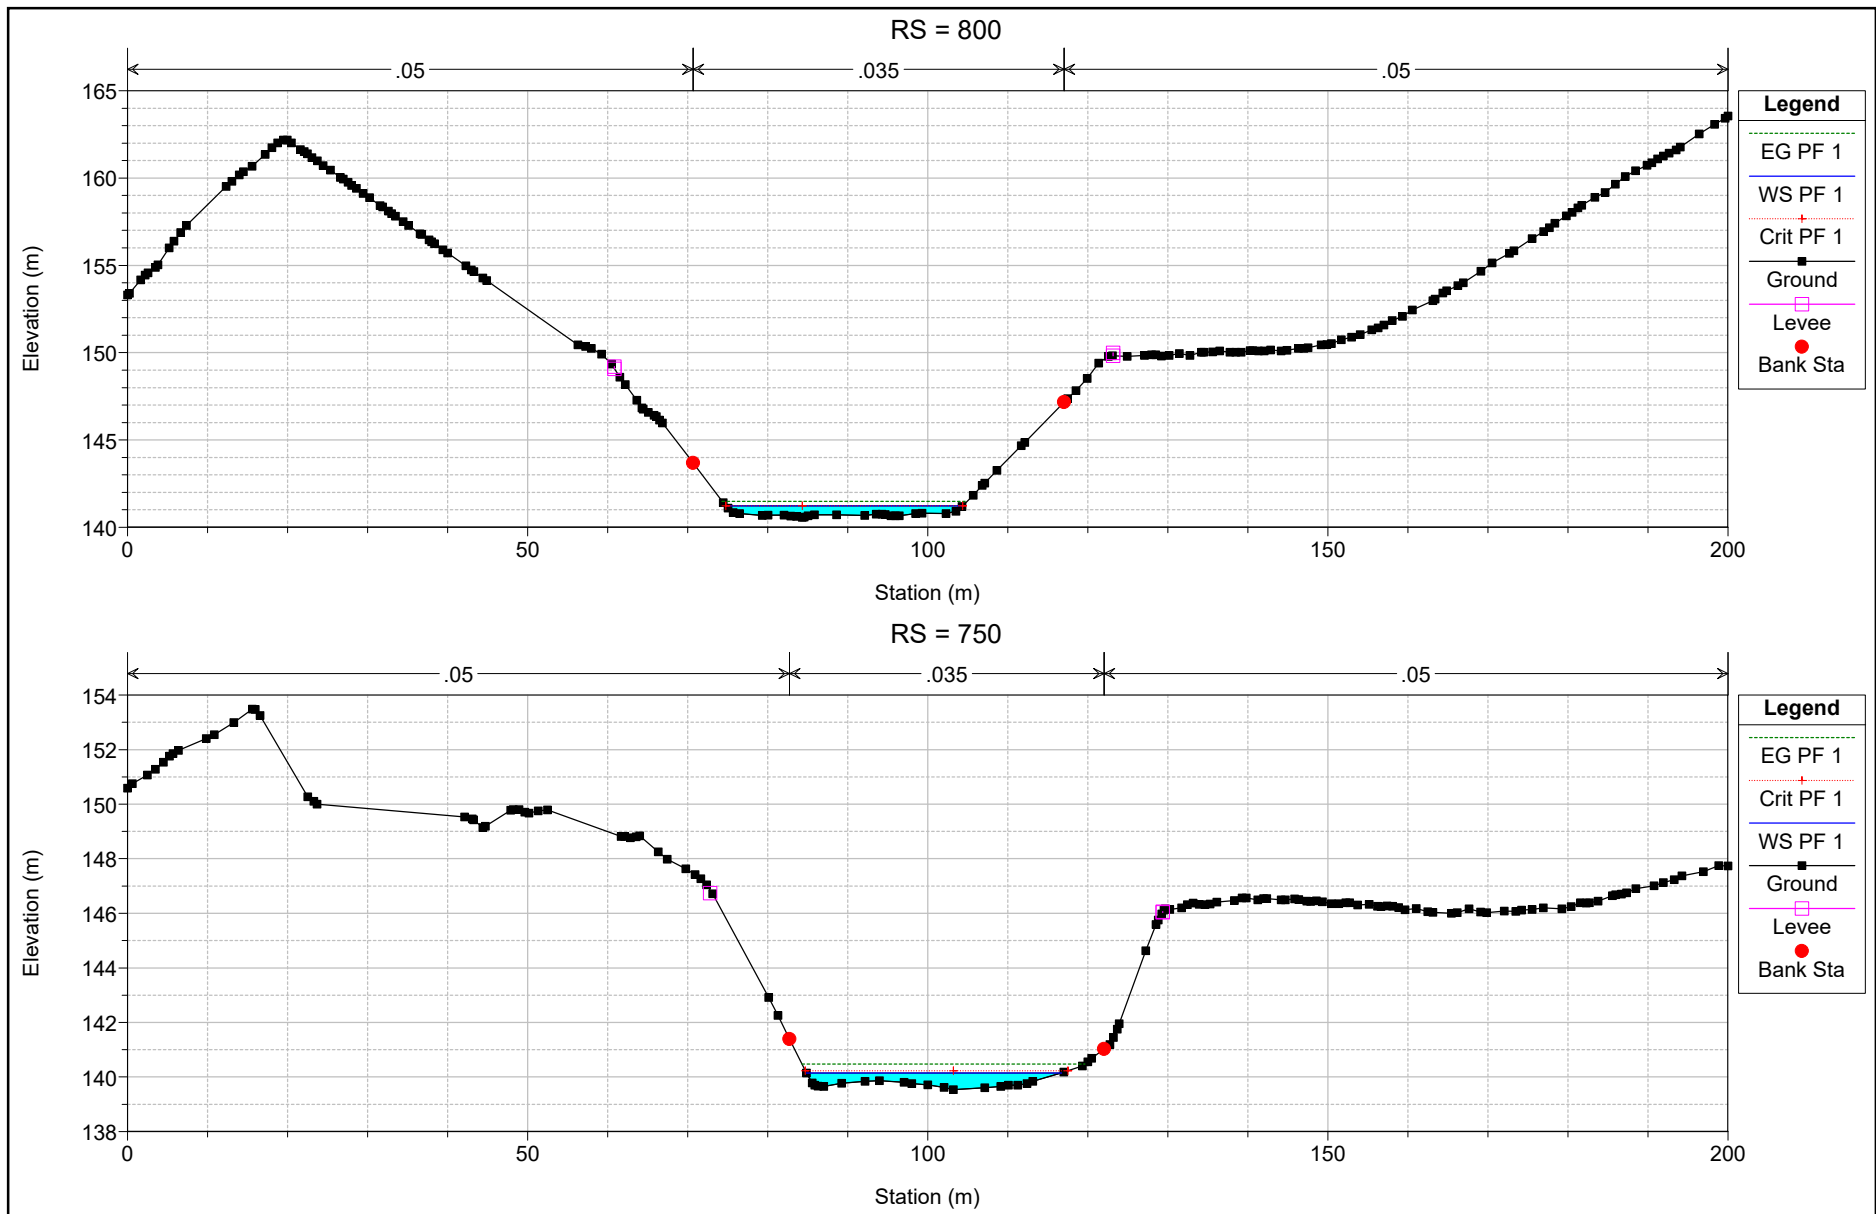 RS = 800
.05 .035 .05
165
160
155
150
145
140
Elevation (m)
0 50 100 150 200
Station (m)
Legend
EG PF 1
WS PF 1
Crit PF 1
Ground
Levee
Bank Sta
RS = 750
.05 .035 .05
154
152
150
148
146
144
142
140
138
Elevation (m)
0 50 100 150 200
Station (m)
Legend
EG PF 1
Crit PF 1
WS PF 1
Ground
Levee
Bank Sta